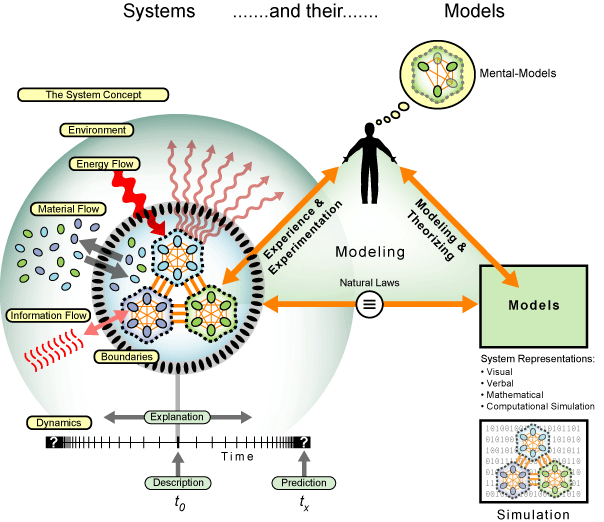 Systems .......and their....... Models
Mental-Models
The System Concept
Environment
Energy Flow
Material Flow
Information Flow
Boundaries
Dynamics
Experience &
Experimentation
Modeling &
Theorizing
Modeling
Natural Laws
≡
Models
System Representations:
• Visual
• Verbal
• Mathematical
• Computational Simulation
Explanation
? ?
Time
Description Prediction
t0 tx
Simulation